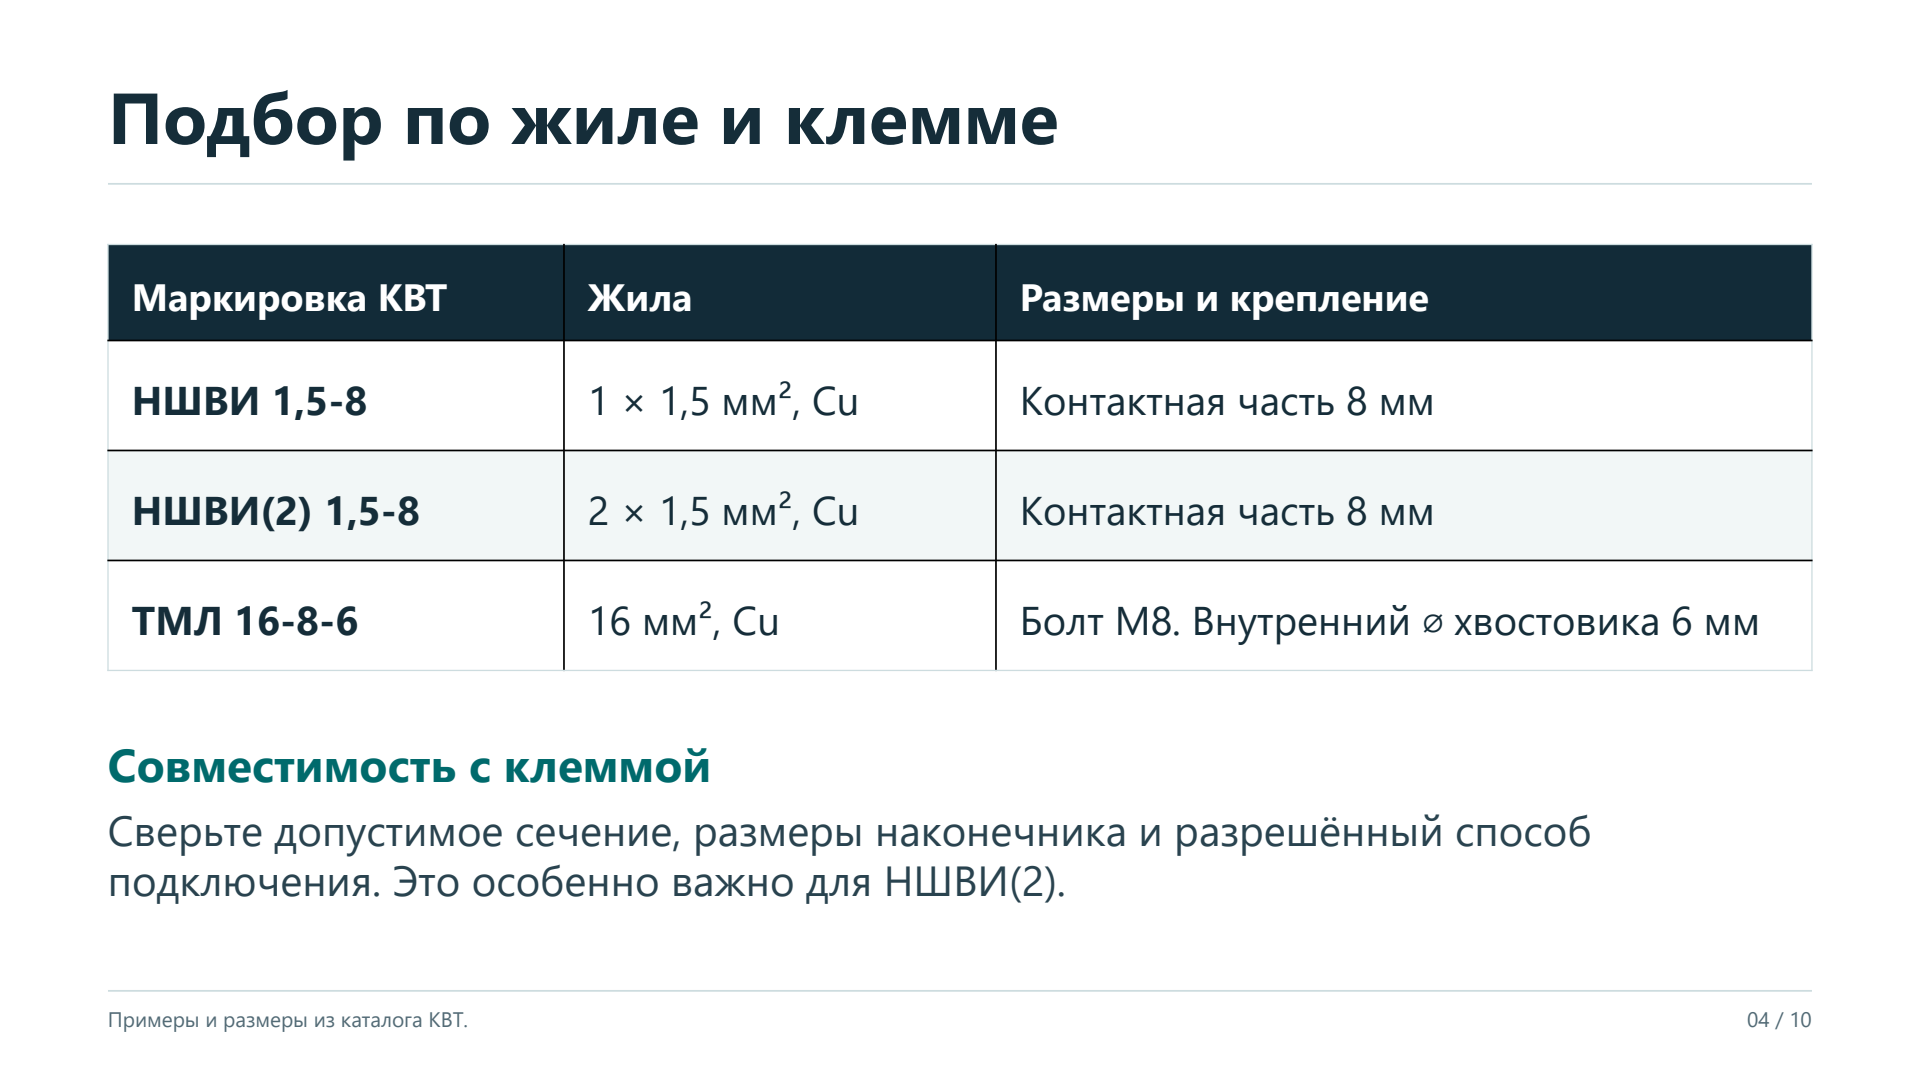 Подбор по жиле и клемме
Маркировка КВТ Жила Размеры и крепление
НШВИ 1,5-8 1 × 1,5 мм², Cu Контактная часть 8 мм
НШВИ(2) 1,5-8 2 × 1,5 мм², Cu Контактная часть 8 мм
ТМЛ 16-8-6 16 мм², Cu Болт М8. Внутренний ⌀ хвостовика 6 мм
Совместимость с клеммой
Сверьте допустимое сечение, размеры наконечника и разрешённый способ
подключения. Это особенно важно для НШВИ(2).
Примеры и размеры из каталога КВТ. 04 / 10